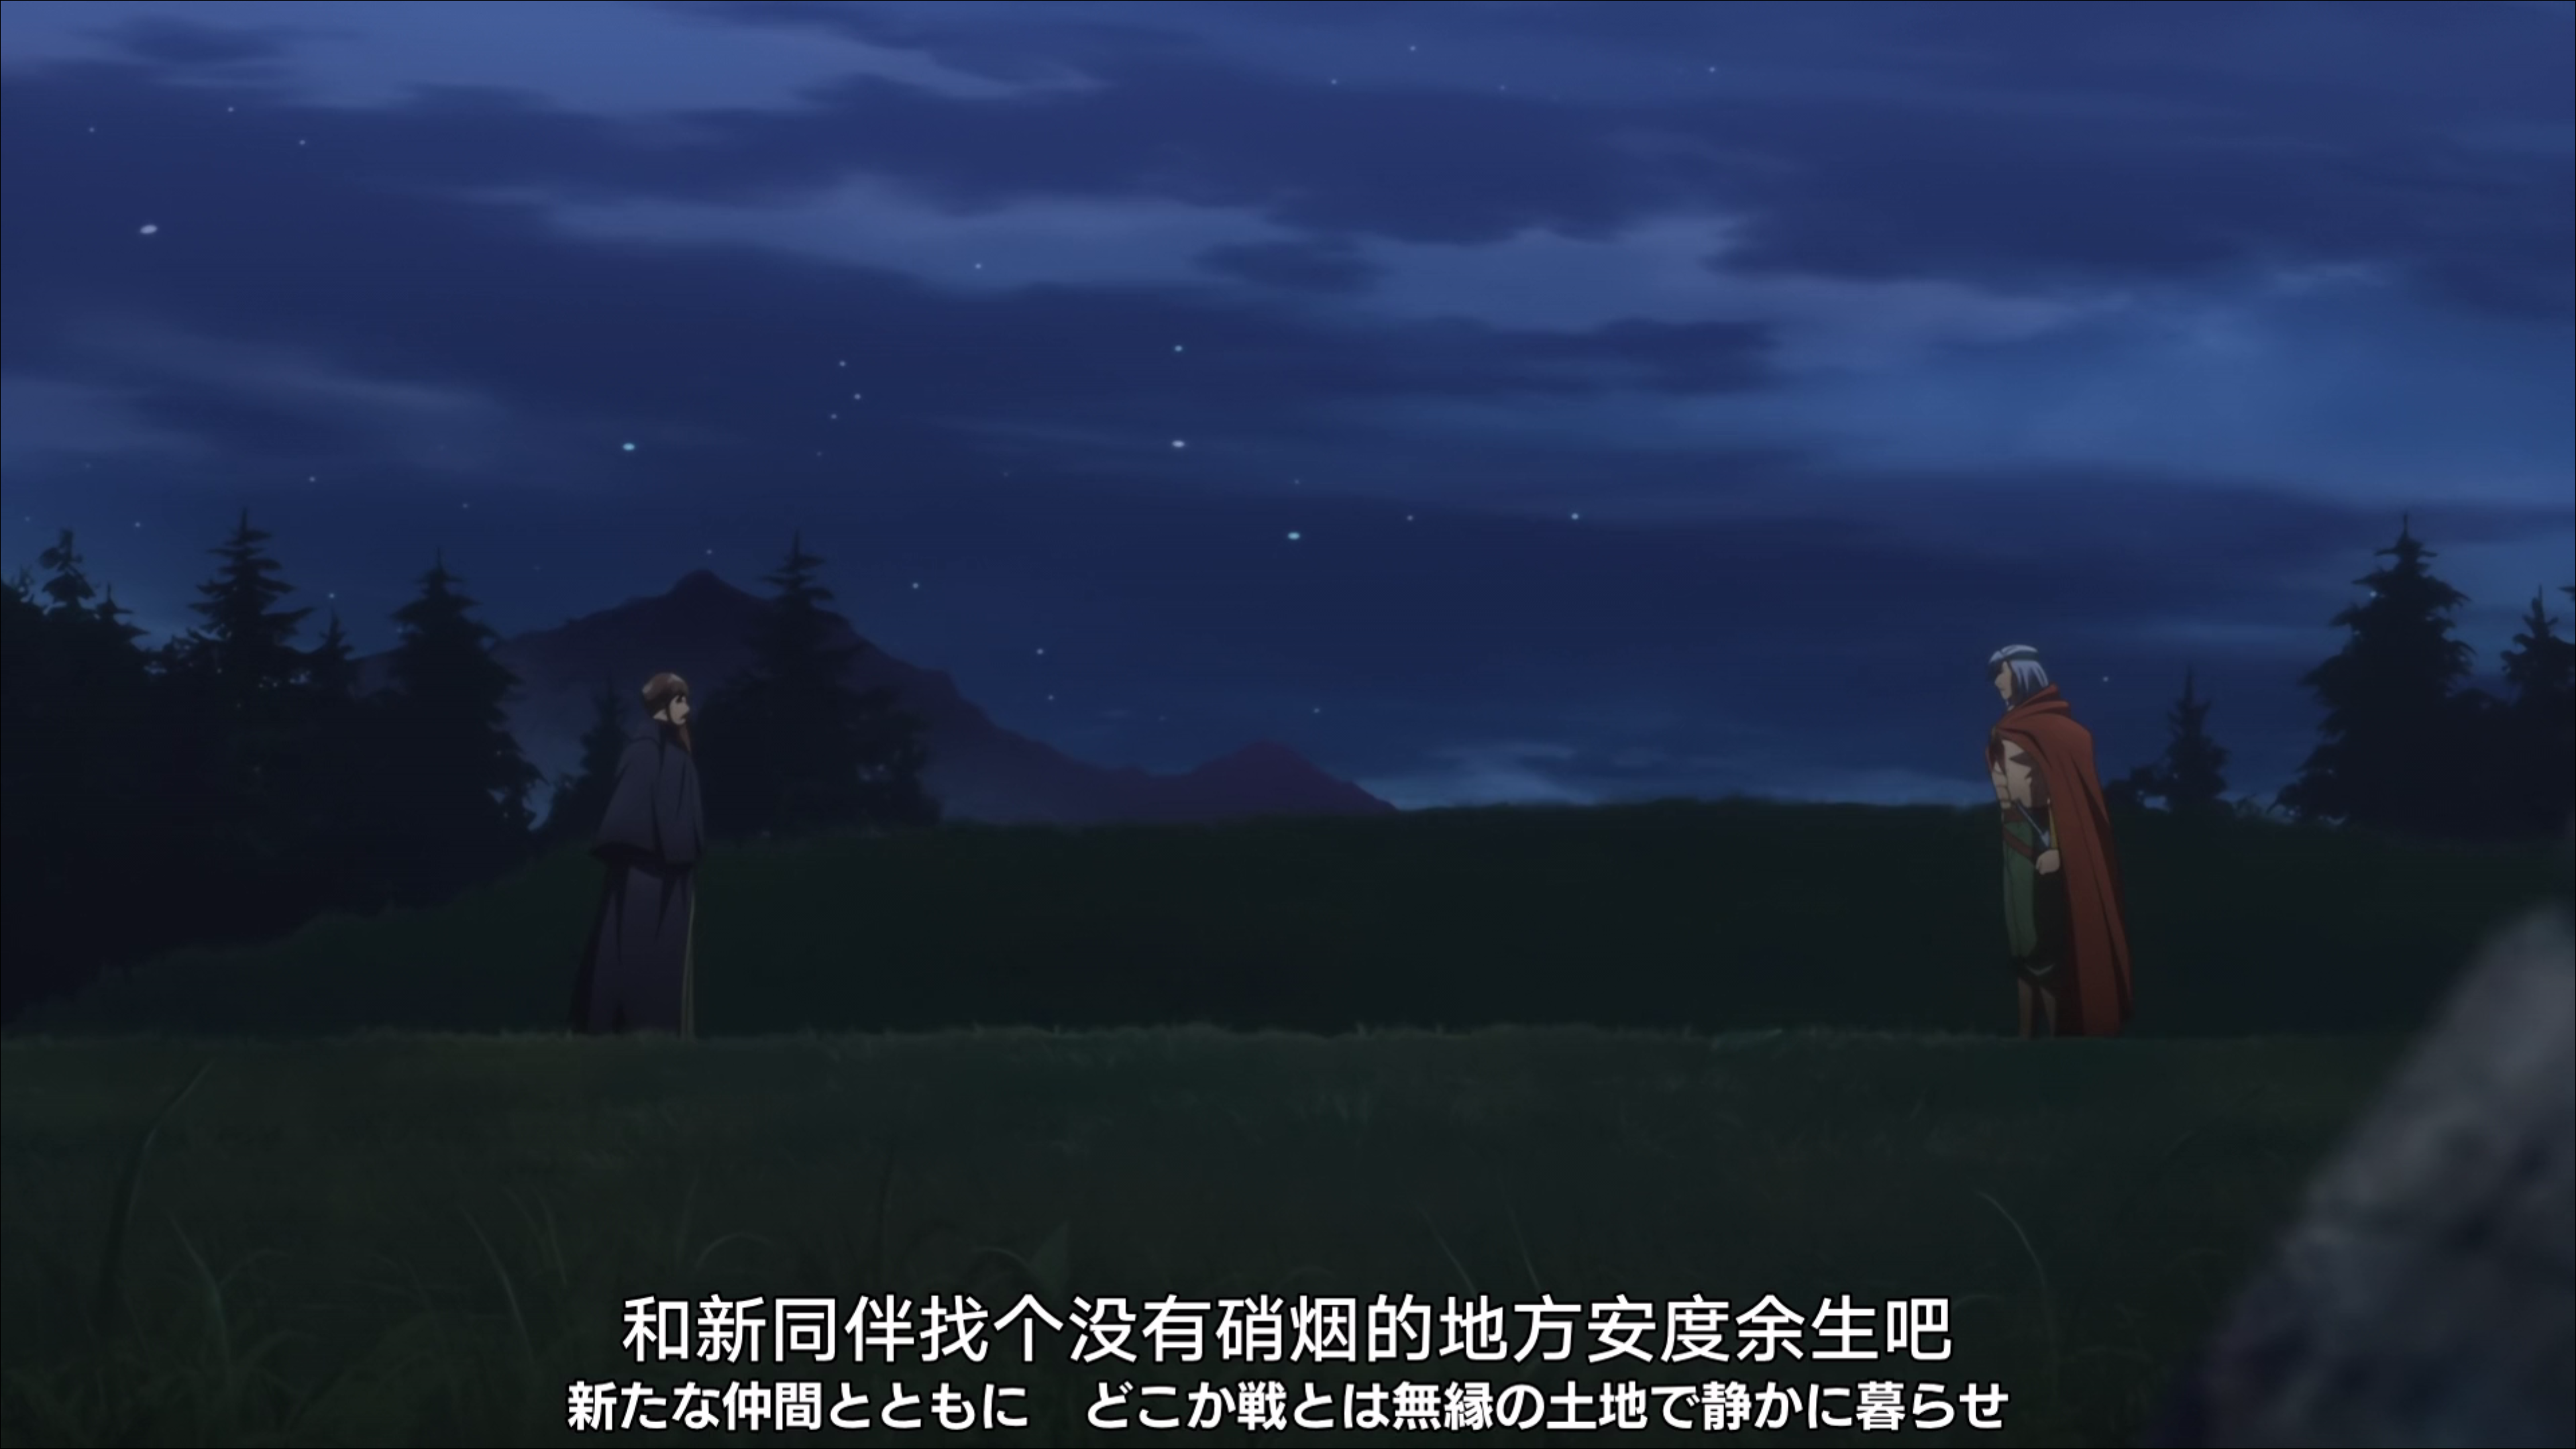 和新同伴找个没有硝烟的地方安度余生吧
新たな仲間とともに　どこか戦とは無縁の土地で静かに暮らせ